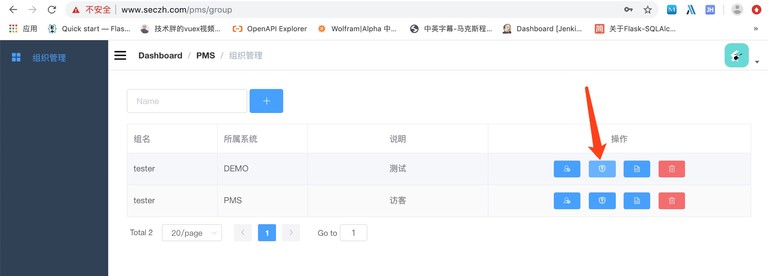 不安全 | www.seczh.com/pms/group
应用 Quick start — Flas... 技术胖的vuex视频... OpenAPI Explorer Wolfram|Alpha 中... 中英字幕-马克斯程... Dashboard [Jenki... 简 关于Flask-SQLAlc...
组织管理
Dashboard / PMS / 组织管理
Name +
组名 所属系统 说明 操作
tester DEMO 测试
tester PMS 访客
Total 2 20/page < 1 > Go to 1